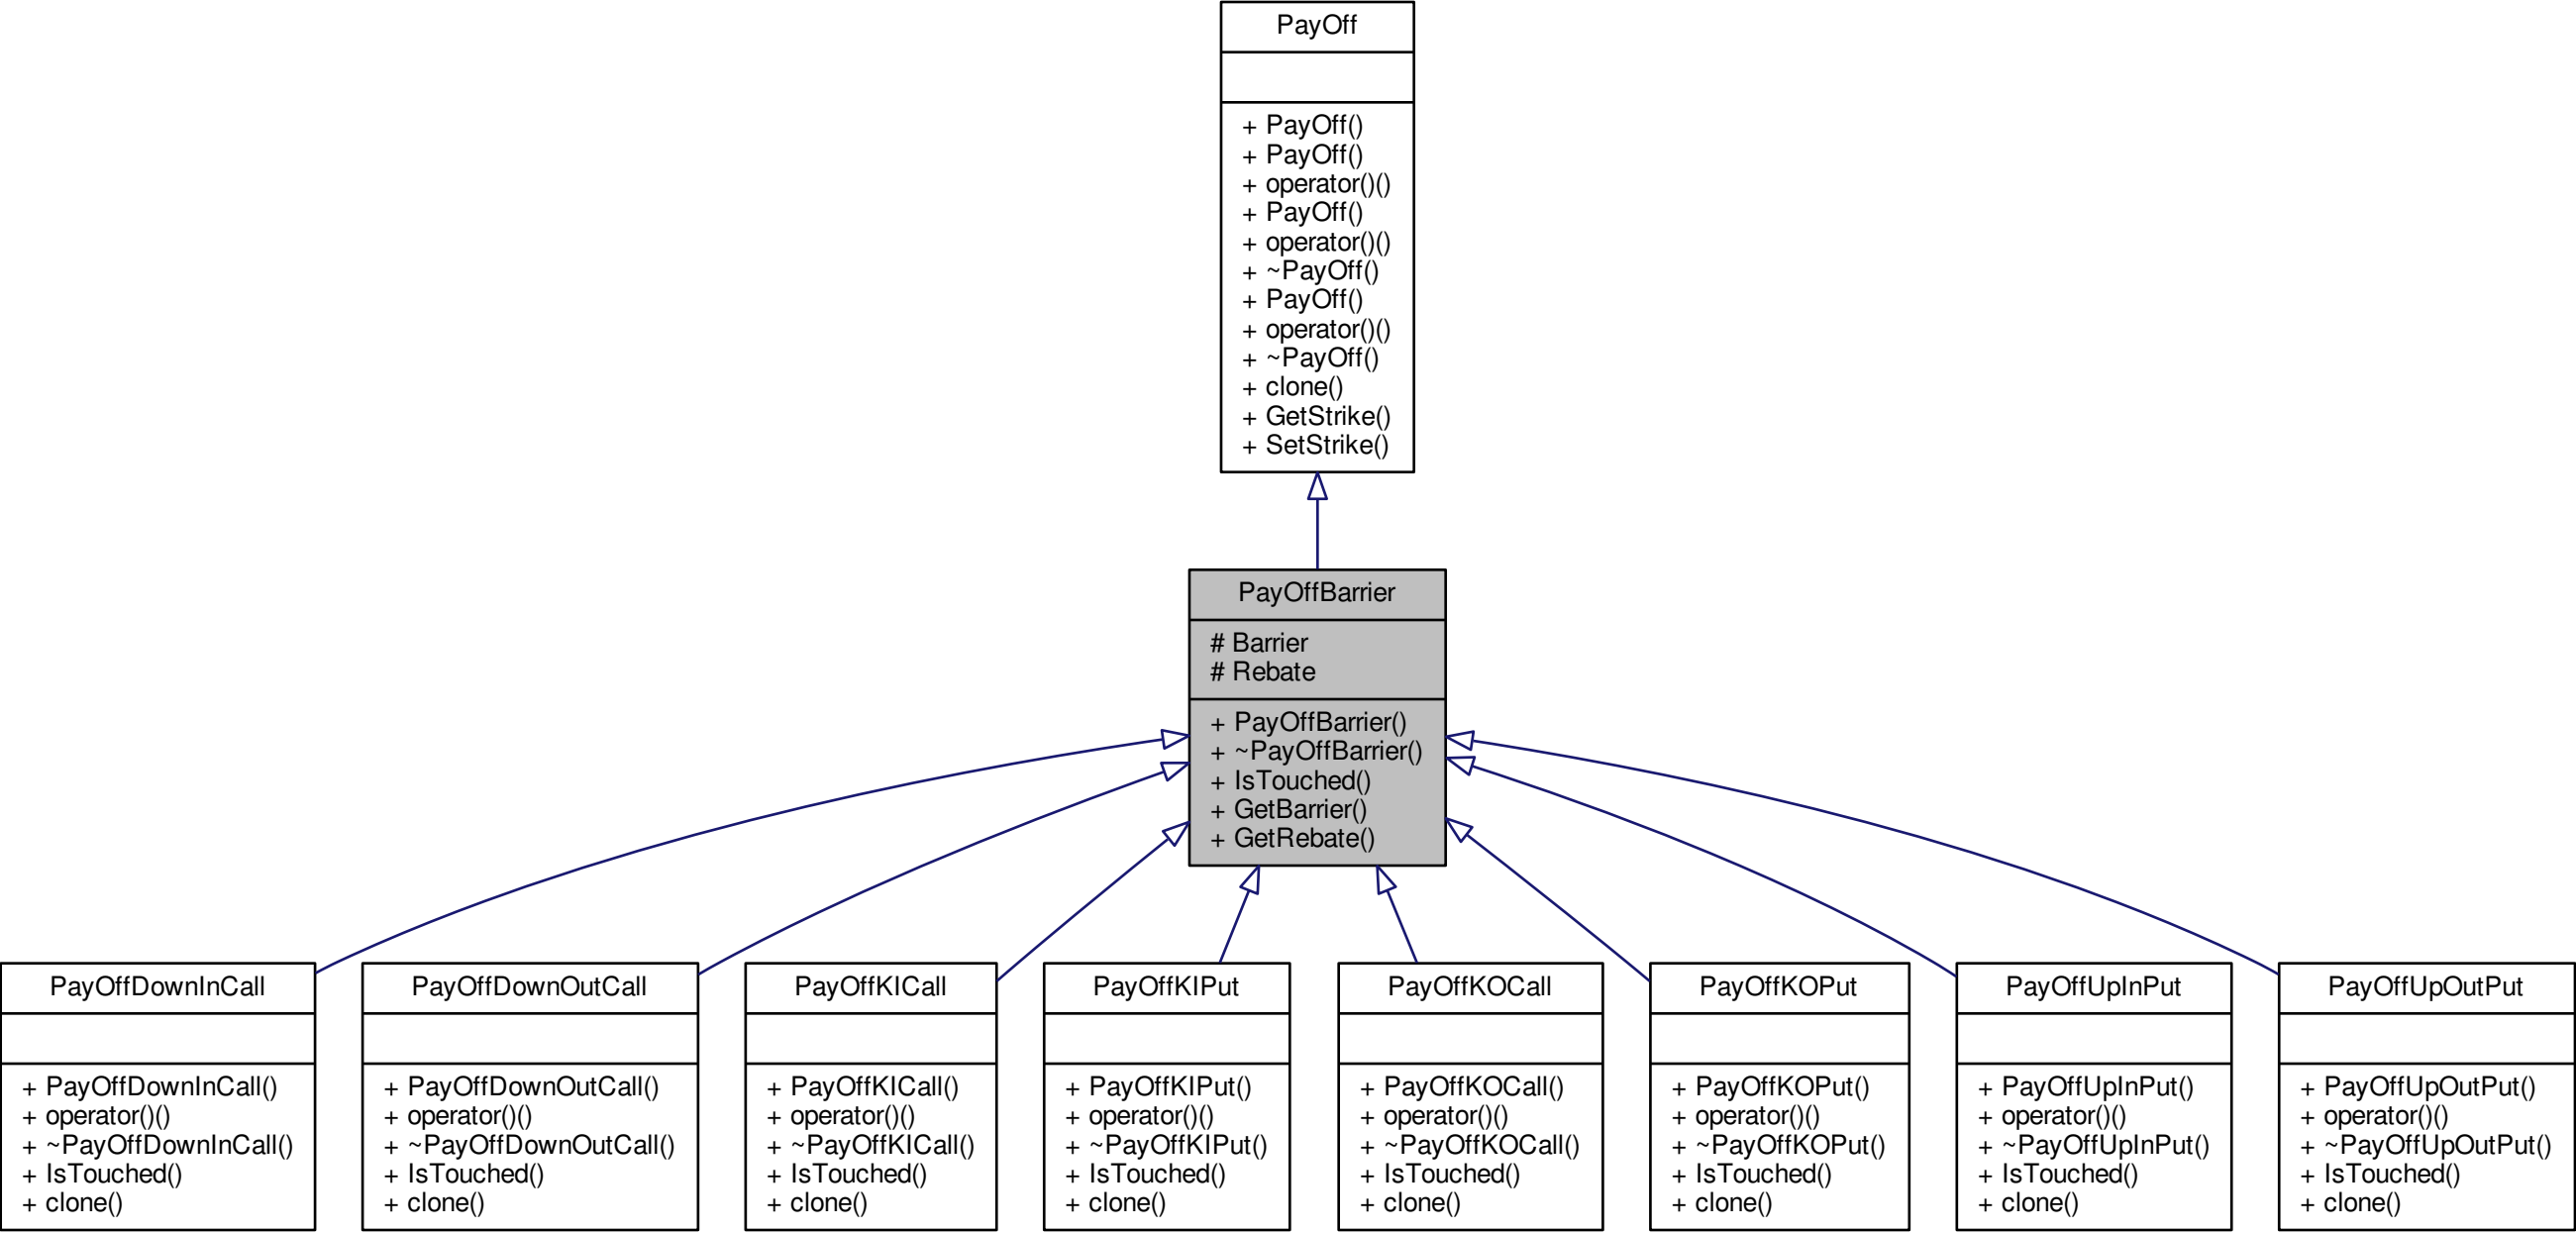 PayOff
+ PayOff()
+ PayOff()
+ operator()()
+ PayOff()
+ operator()()
+ ~PayOff()
+ PayOff()
+ operator()()
+ ~PayOff()
+ clone()
+ GetStrike()
+ SetStrike()
PayOffBarrier
# Barrier
# Rebate
+ PayOffBarrier()
+ ~PayOffBarrier()
+ IsTouched()
+ GetBarrier()
+ GetRebate()
PayOffDownInCall
+ PayOffDownInCall()
+ operator()()
+ ~PayOffDownInCall()
+ IsTouched()
+ clone()
PayOffDownOutCall
+ PayOffDownOutCall()
+ operator()()
+ ~PayOffDownOutCall()
+ IsTouched()
+ clone()
PayOffKICall
+ PayOffKICall()
+ operator()()
+ ~PayOffKICall()
+ IsTouched()
+ clone()
PayOffKIPut
+ PayOffKIPut()
+ operator()()
+ ~PayOffKIPut()
+ IsTouched()
+ clone()
PayOffKOCall
+ PayOffKOCall()
+ operator()()
+ ~PayOffKOCall()
+ IsTouched()
+ clone()
PayOffKOPut
+ PayOffKOPut()
+ operator()()
+ ~PayOffKOPut()
+ IsTouched()
+ clone()
PayOffUpInPut
+ PayOffUpInPut()
+ operator()()
+ ~PayOffUpInPut()
+ IsTouched()
+ clone()
PayOffUpOutPut
+ PayOffUpOutPut()
+ operator()()
+ ~PayOffUpOutPut()
+ IsTouched()
+ clone()